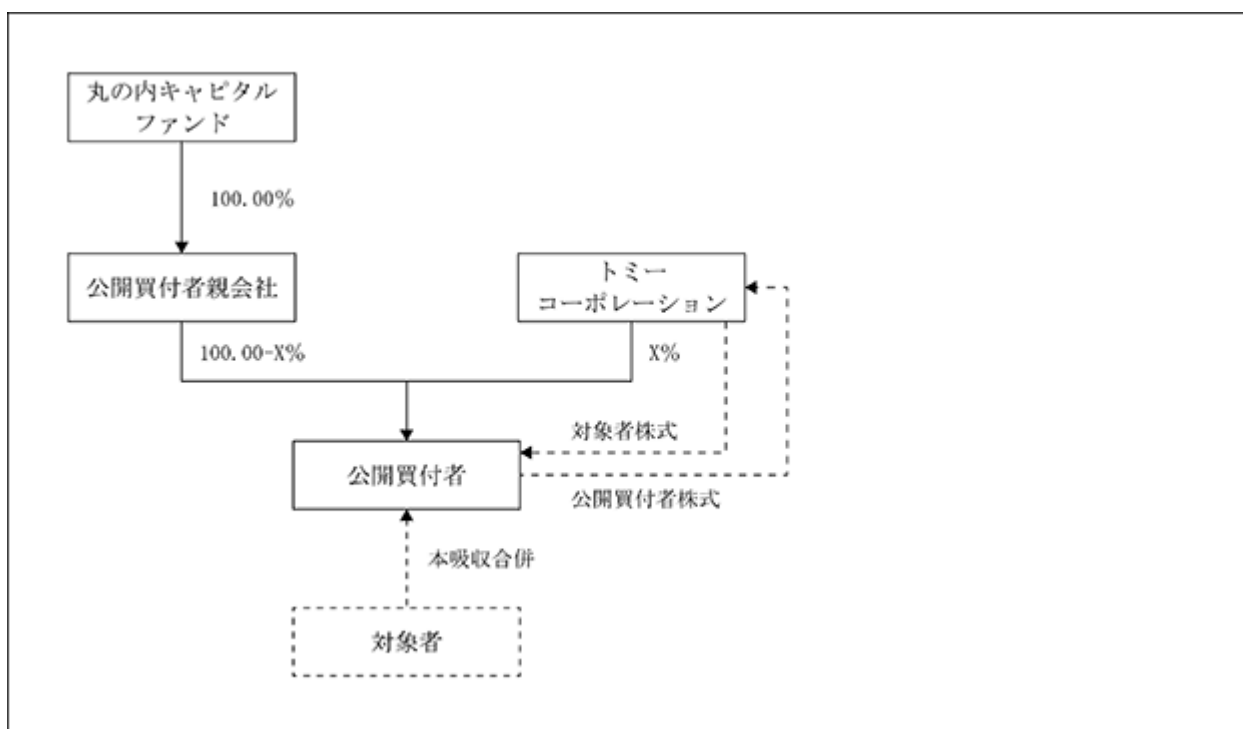 丸の内キャピタル
ファンド
100.00%
公開買付者親会社
トミー
コーポレーション
100.00-X%
X%
対象者株式
公開買付者
公開買付者株式
本吸収合併
対象者